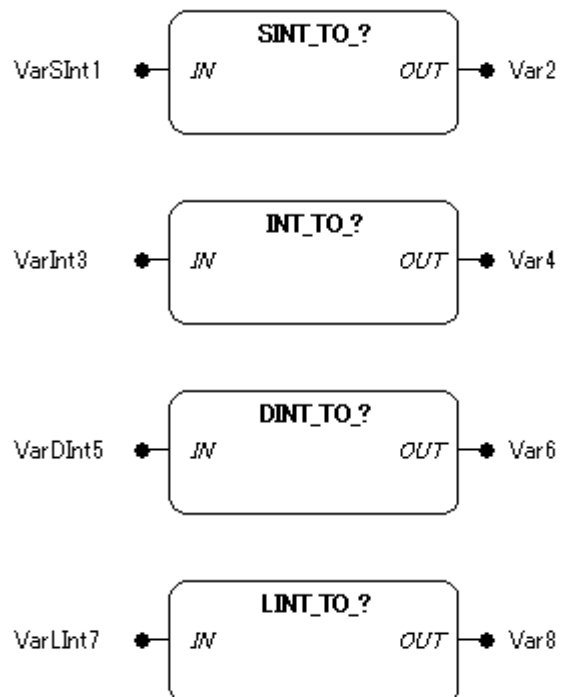 SINT_TO_?
VarSInt1 IN OUT Var2
INT_TO_?
VarInt3 IN OUT Var4
DINT_TO_?
VarDInt5 IN OUT Var6
LINT_TO_?
VarLInt7 IN OUT Var8